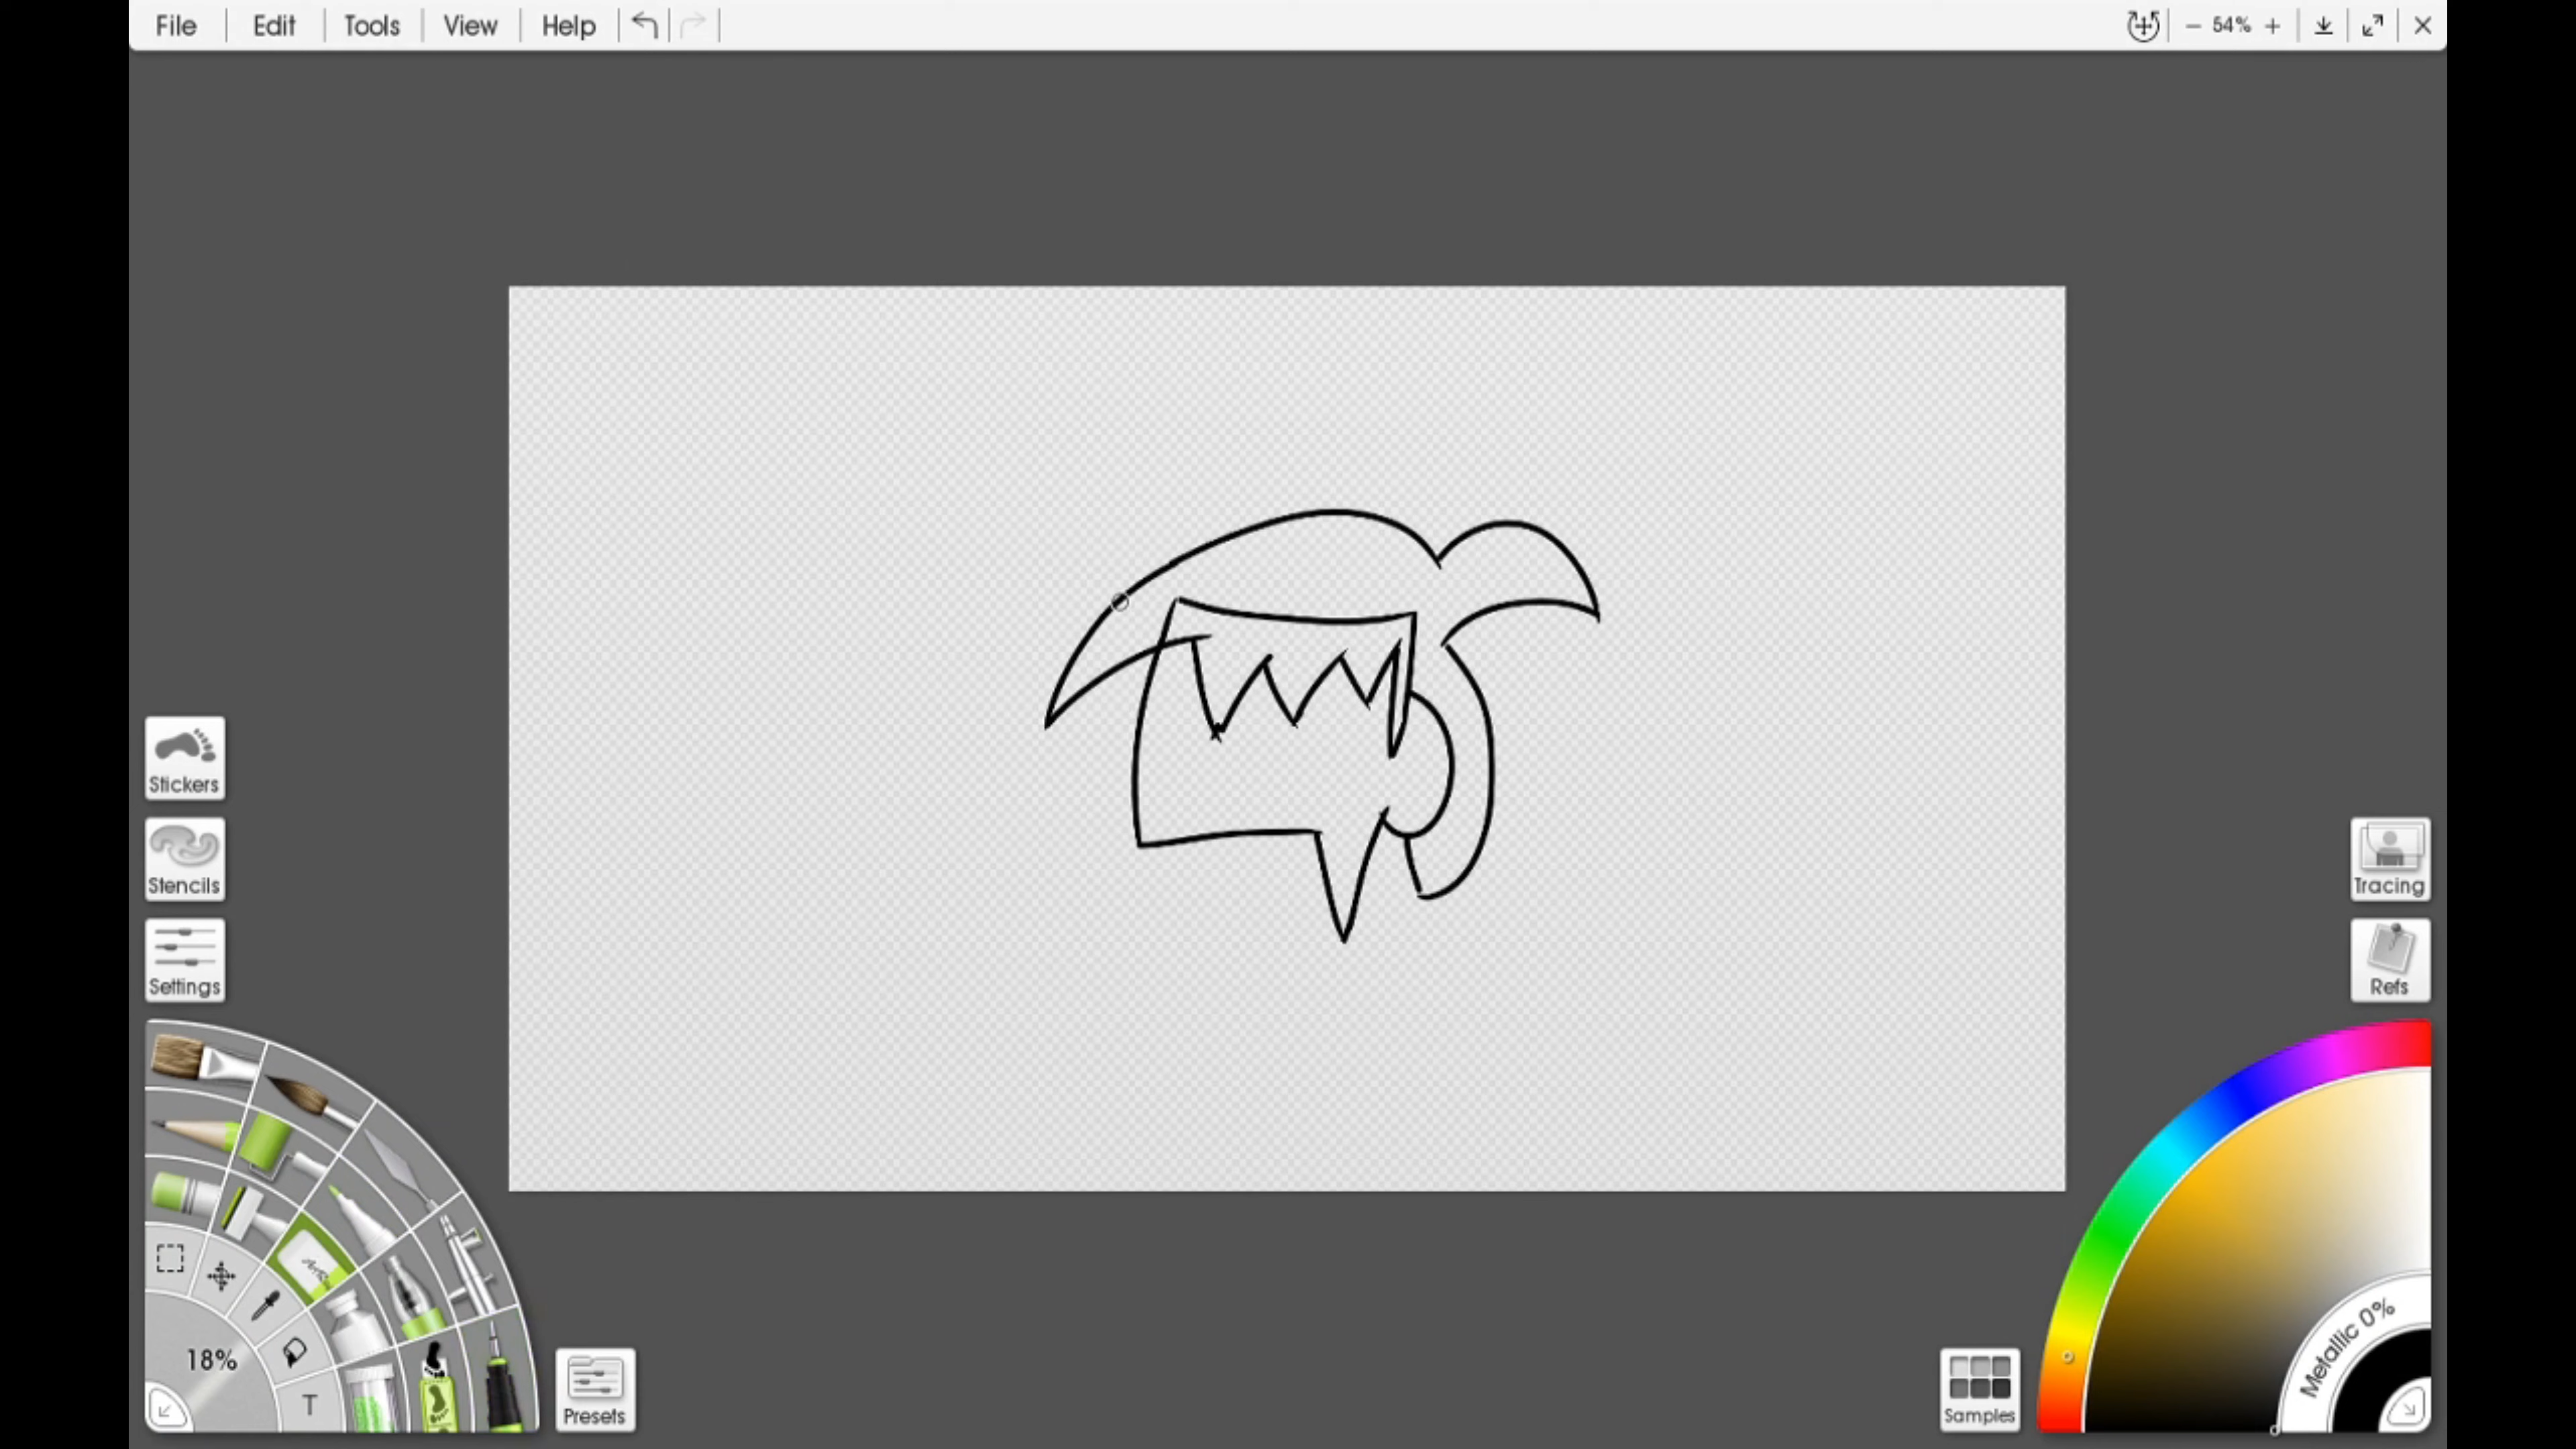 File Edit Tools View Help
54%
Stickers
Stencils
Settings
Tracing
Refs
18%
T
Presets
Samples
Metallic 0%